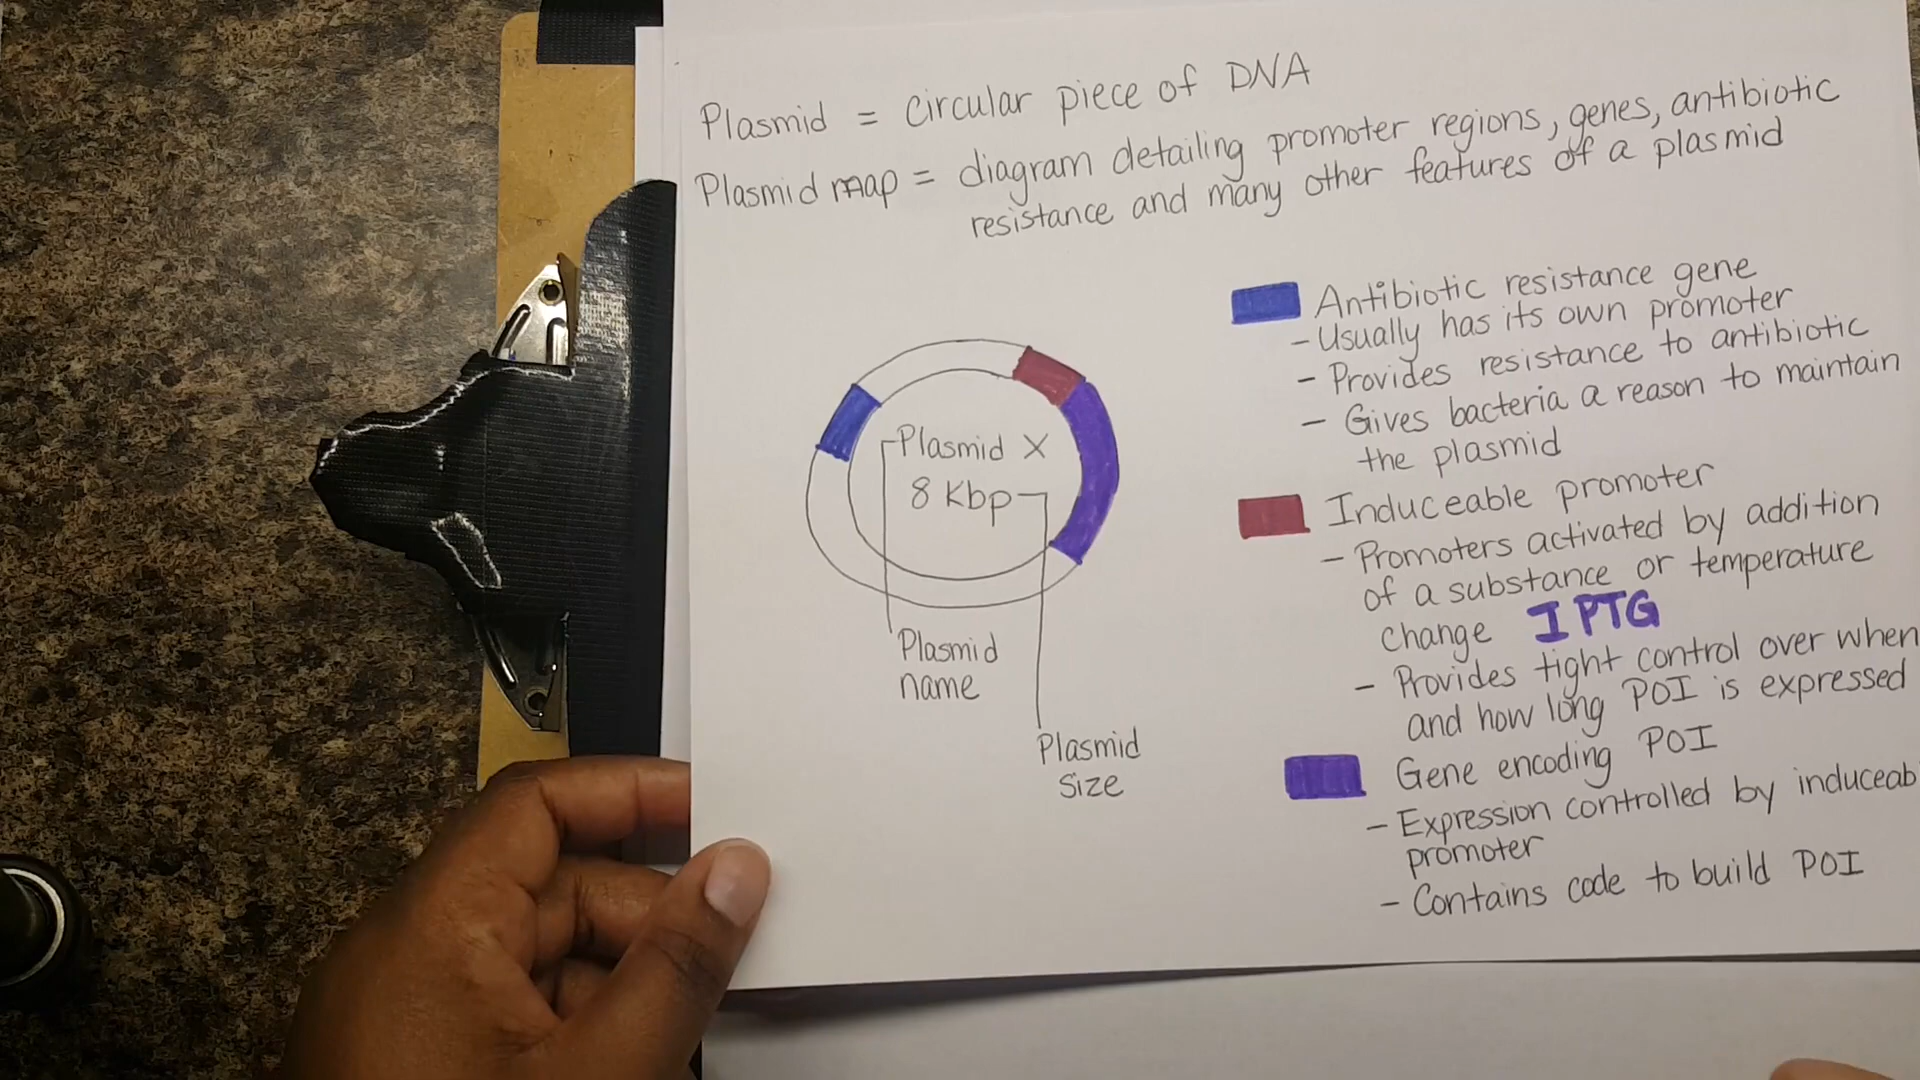 Plasmid = circular piece of DNA
Plasmid map = diagram detailing promoter regions, genes, antibiotic
resistance and many other features of a plasmid
Plasmid X
8 Kbp
Plasmid
name
Plasmid
Size
Antibiotic resistance gene
- Usually has its own promoter
- Provides resistance to antibiotic
- Gives bacteria a reason to maintain
the plasmid
Induceable promoter
- Promoters activated by addition
of a substance or temperature
change IPTG
- Provides tight control over when
and how long POI is expressed
Gene encoding POI
- Expression controlled by induceab
promoter
- Contains code to build POI